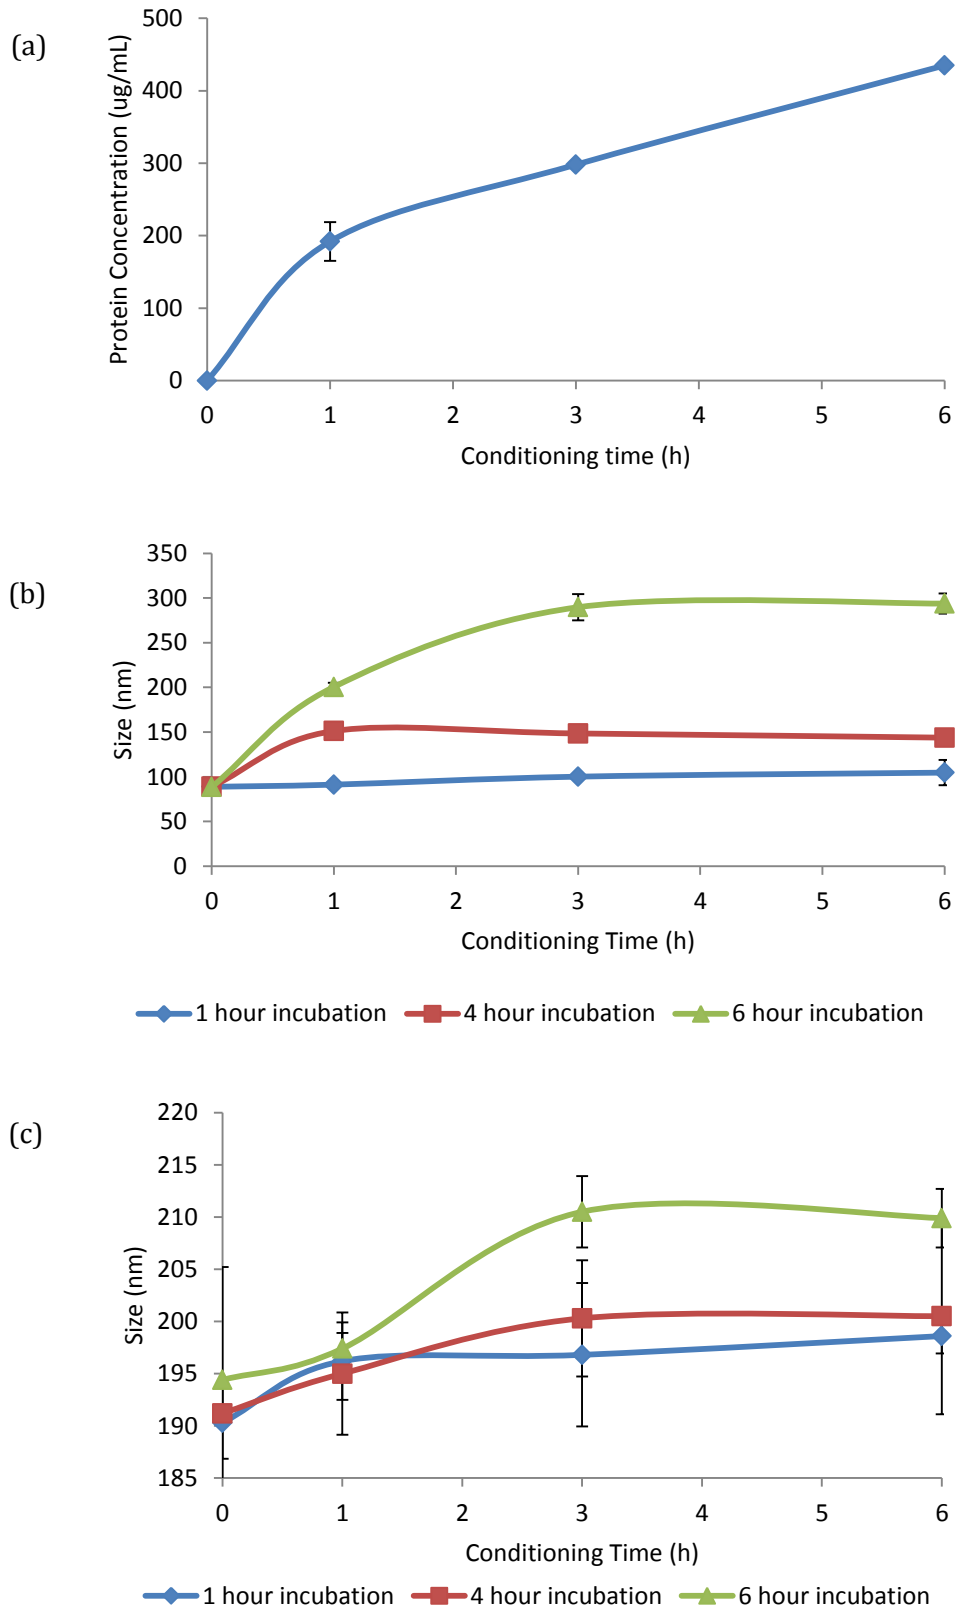 (a)
Protein Concentration (ug/mL)
500
400
300
200
100
0
0 1 2 3 4 5 6
Conditioning time (h)
(b)
Size (nm)
350
300
250
200
150
100
50
0
0 1 2 3 4 5 6
Conditioning Time (h)
1 hour incubation 4 hour incubation 6 hour incubation
(c)
Size (nm)
220
215
210
205
200
195
190
185
0 1 2 3 4 5 6
Conditioning Time (h)
1 hour incubation 4 hour incubation 6 hour incubation